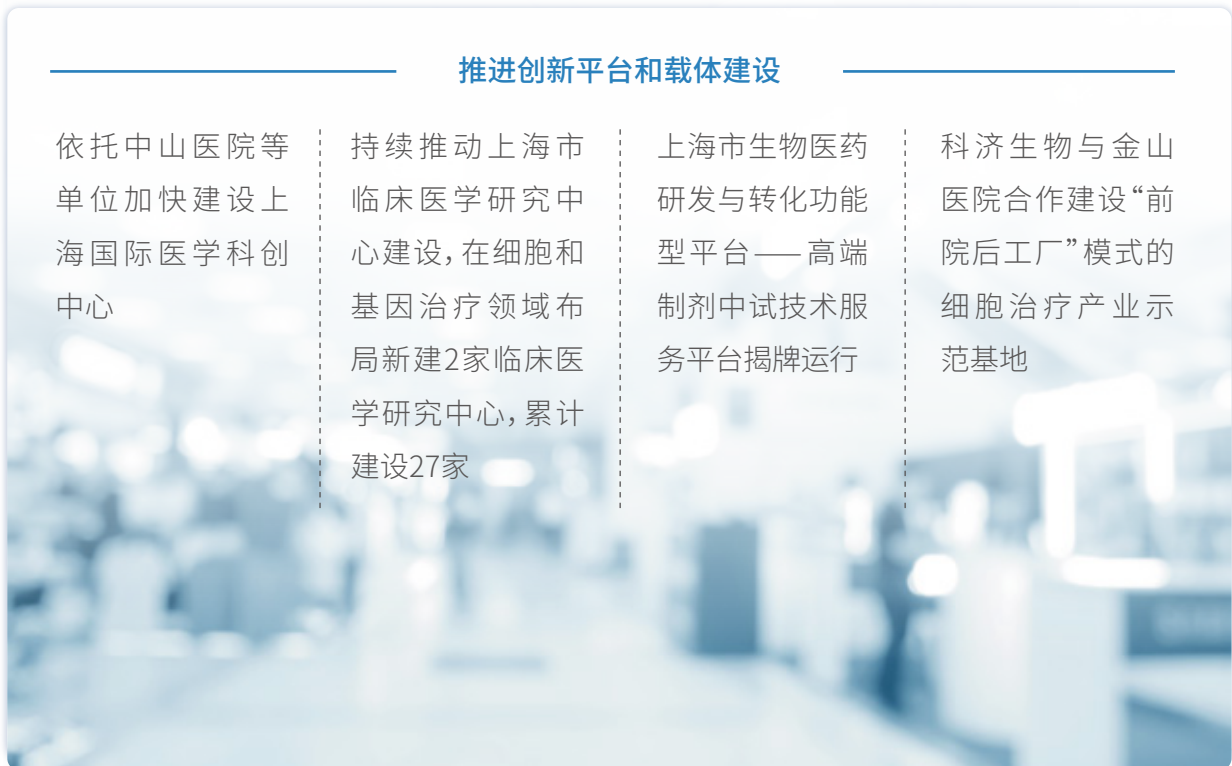 推进创新平台和载体建设
依托中山医院等
单位加快建设上
海国际医学科创
中心
持续推动上海市
临床医学研究中
心建设,在细胞和
基因治疗领域布
局新建2家临床医
学研究中心,累计
建设27家
上海市生物医药
研发与转化功能
型平台——高端
制剂中试技术服
务平台揭牌运行
科济生物与金山
医院合作建设“前
院后工厂”模式的
细胞治疗产业示
范基地